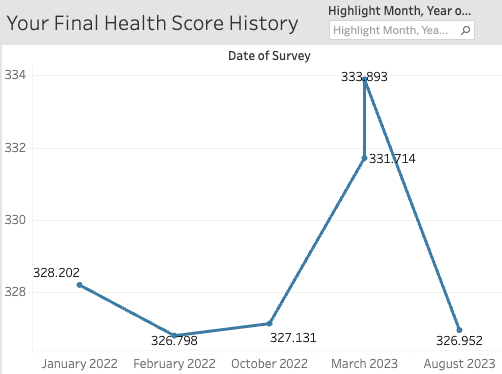 Your Final Health Score History
Highlight Month, Year o...
Highlight Month, Yea...
Date of Survey
334
332
330
328
333.893
331.714
328.202
326.798
327.131
326.952
January 2022
February 2022
October 2022
March 2023
August 2023